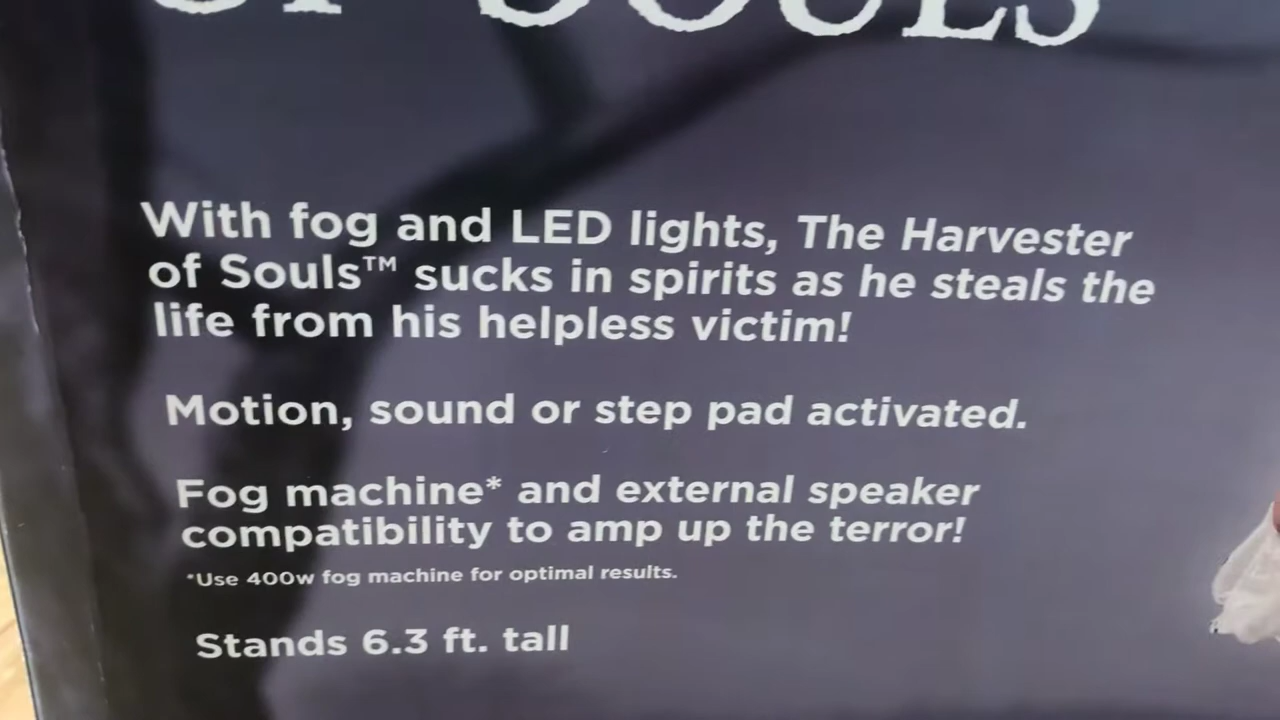 OF SOULS
With fog and LED lights, The Harvester
of Souls™ sucks in spirits as he steals the
life from his helpless victim!
Motion, sound or step pad activated.
Fog machine* and external speaker
compatibility to amp up the terror!
*Use 400w fog machine for optimal results.
Stands 6.3 ft. tall